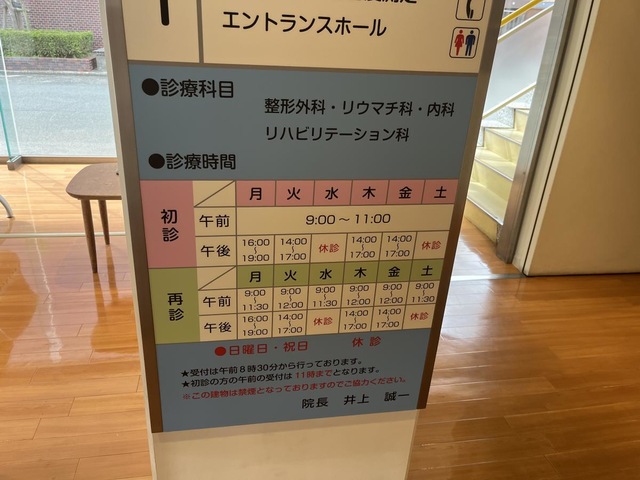 1
エントランスホール
●診療科目
整形外科・リウマチ科・内科
リハビリテーション科
●診療時間
初診 月 火 水 木 金 土
午前 9:00～11:00
午後 16:00～19:00 14:00～17:00 休診 14:00～17:00 14:00～17:00 休診
再診 月 火 水 木 金 土
午前 9:00～11:30 9:00～12:00 9:00～11:30 9:00～12:00 9:00～12:00 9:00～11:30
午後 16:00～19:00 14:00～17:00 休診 14:00～17:00 14:00～17:00 休診
●日曜日・祝日 休診
★受付は午前8時30分から行っております。
★初診の方の午前の受付は11時までとなります。
※この建物は禁煙となっておりますのでご協力ください。
院長 井上 誠一